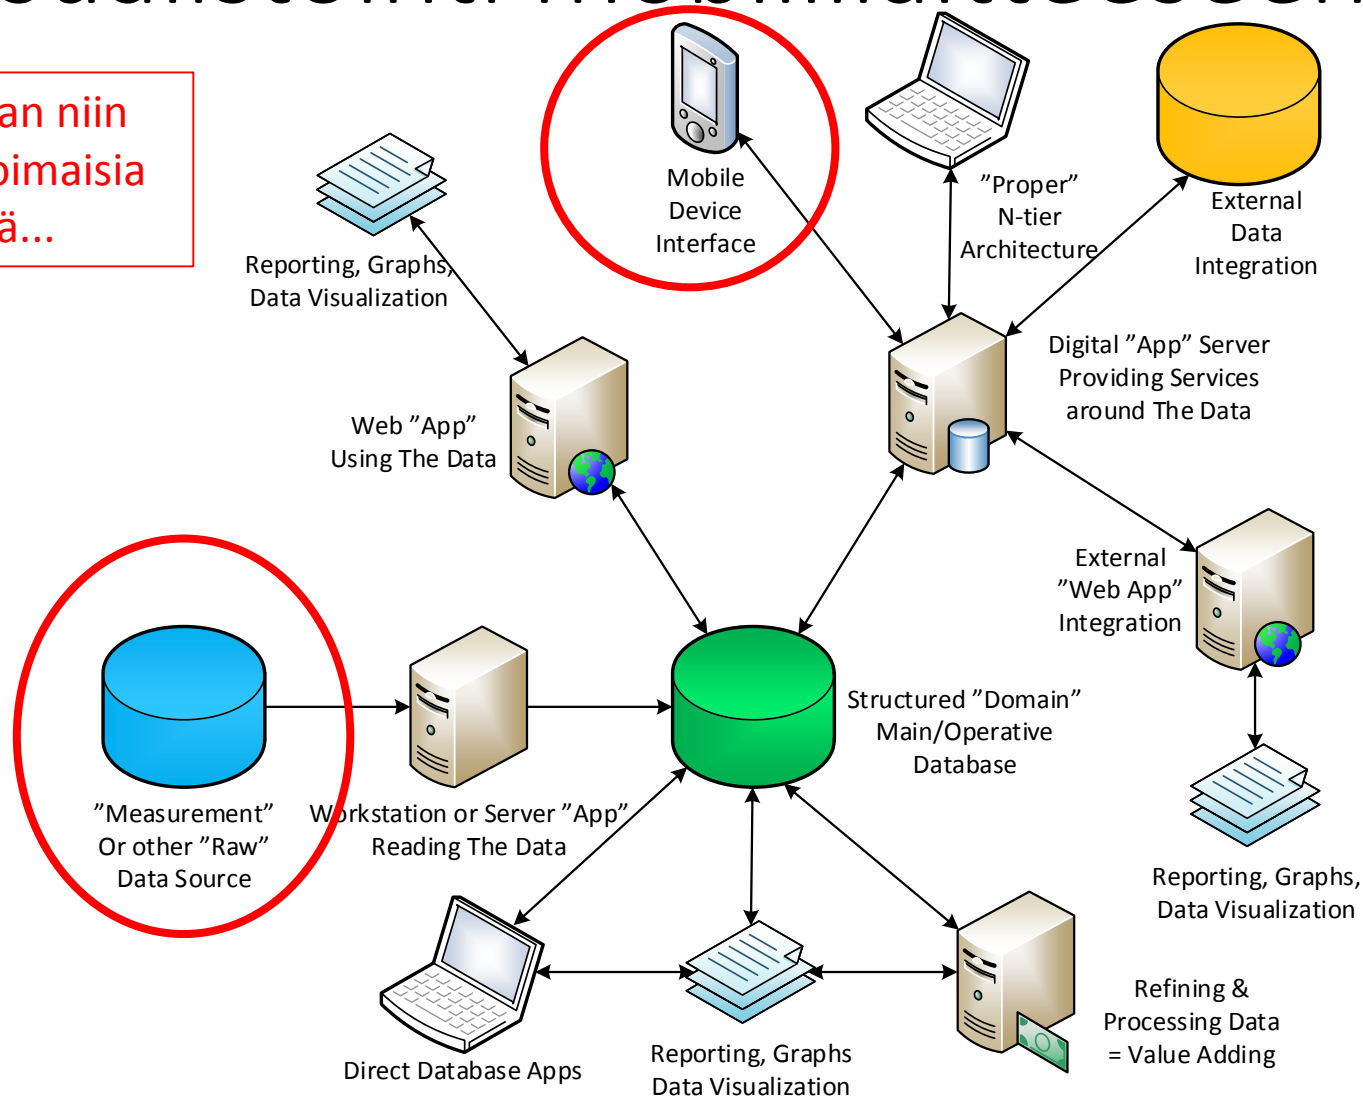 an niin
pimaisia
ä...
Mobile
Device
Interface
”Proper”
N-tier
Architecture
External
Data
Integration
Reporting, Graphs,
Data Visualization
Digital ”App” Server
Providing Services
around The Data
Web ”App”
Using The Data
External
”Web App”
Integration
Structured ”Domain”
Main/Operative
Database
”Measurement”
Or other ”Raw”
Data Source
Workstation or Server ”App”
Reading The Data
Reporting, Graphs,
Data Visualization
Direct Database Apps
Reporting, Graphs
Data Visualization
Refining &
Processing Data
= Value Adding